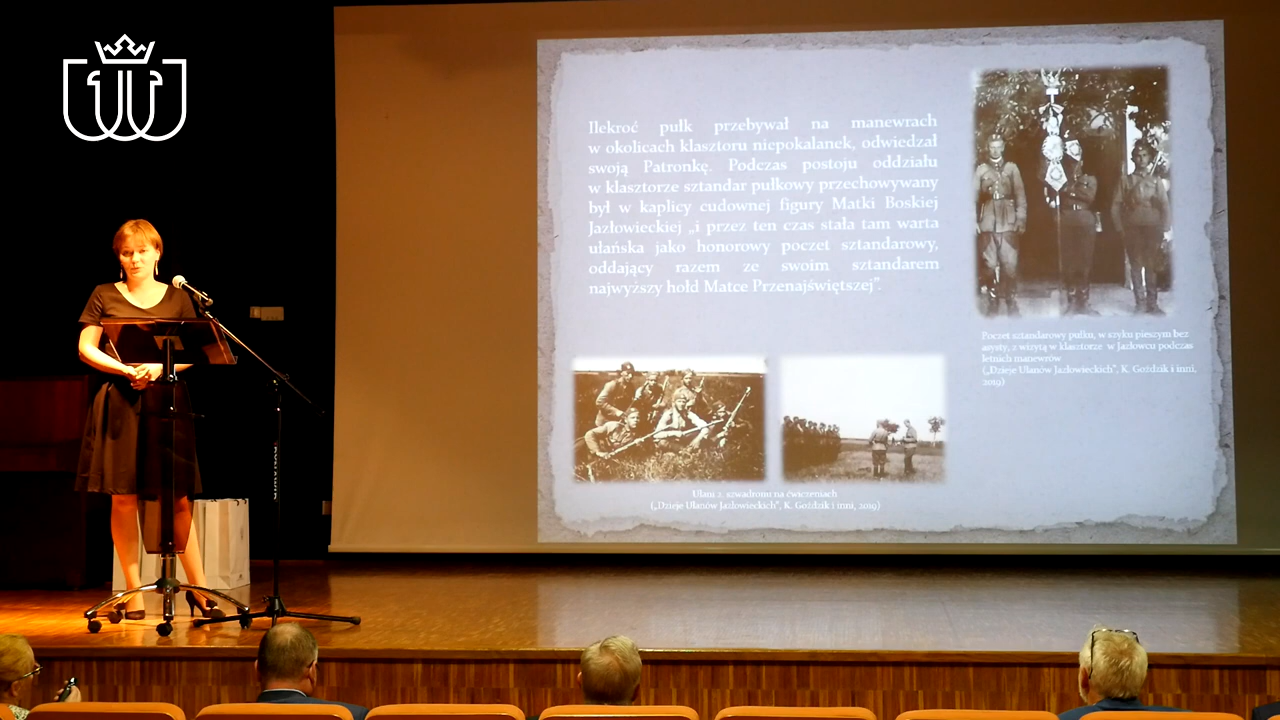 Ilekroć pułk przebywał na manewrach
w okolicach klasztoru niepokalanek, odwiedzał
swoją Patronkę. Podczas postoju oddziału
w klasztorze sztandar pułkowy przechowywany
był w kaplicy cudownej figury Matki Boskiej
Jazłowieckiej „i przez ten czas stała tam warta
ułańska jako honorowy poczet sztandarowy,
oddający razem ze swoim sztandarem
najwyższy hołd Matce Przenajświętszej”.
Poczet sztandarowy pułku, w szyku pieszym bez
asysty, z wizytą w klasztorze w Jazłowcu podczas
letnich manewrów
(„Dzieje Ułanów Jazłowieckich”, K. Goździk i inni,
2019)
Ułani 2. szwadronu na ćwiczeniach
(„Dzieje Ułanów Jazłowieckich”, K. Goździk i inni, 2019)